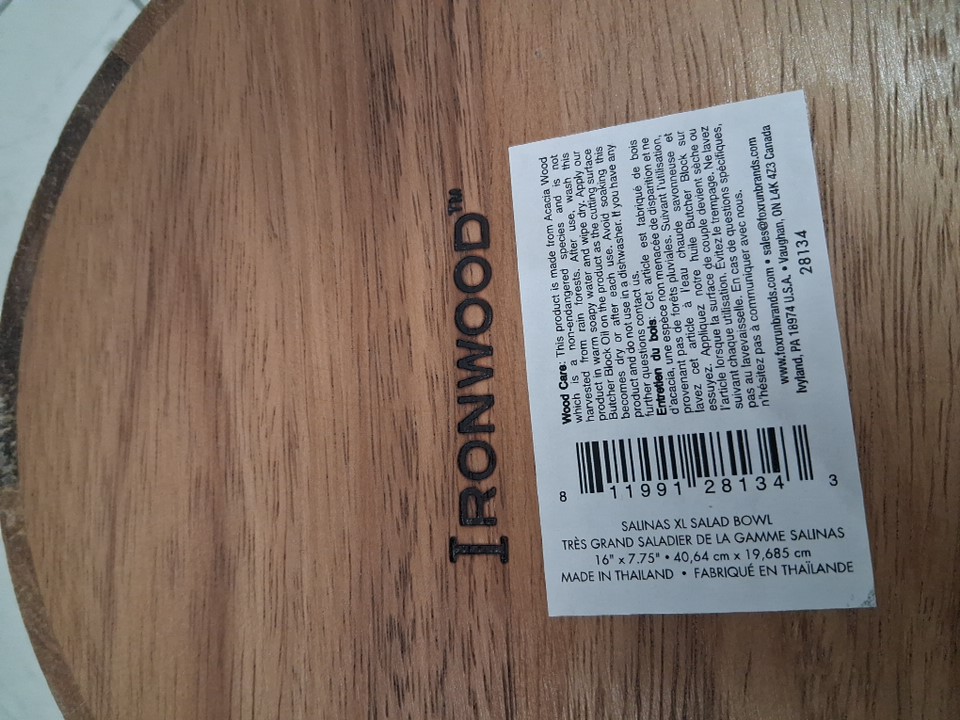 IRONWOOD™
Wood Care: This product is made from Acacia Wood
which is a non-endangered species and is not
harvested from rain forests. After use, wash this
product in warm soapy water and wipe dry. Apply our
Butcher Block Oil on the product as the cutting surface
becomes dry or after each use. Avoid soaking this
product and do not use in a dishwasher. If you have any
further questions contact us.
Entretien du bois: Cet article est fabriqué de bois
d'acacia, une espèce non menacée de disparition et ne
provenant pas de forêts pluviales. Suivant l'utilisation,
lavez cet article à l'eau chaude savonneuse et
essuyez. Appliquez notre huile Butcher Block sur
l'article lorsque la surface de couple devient sèche ou
suivant chaque utilisation. Évitez le trempage. Ne lavez
pas au lavevaisselle. En cas de questions spécifiques,
n'hésitez pas à communiquer avec nous.
www.foxrunbrands.com • sales@foxrunbrands.com
Ivyland, PA 18974 U.S.A. • Vaughan, ON L4K 4Z3 Canada
28134
8 11991 28134 3
SALINAS XL SALAD BOWL
TRÈS GRAND SALADIER DE LA GAMME SALINAS
16" x 7.75" • 40,64 cm x 19,685 cm
MADE IN THAILAND • FABRIQUÉ EN THAÏLANDE